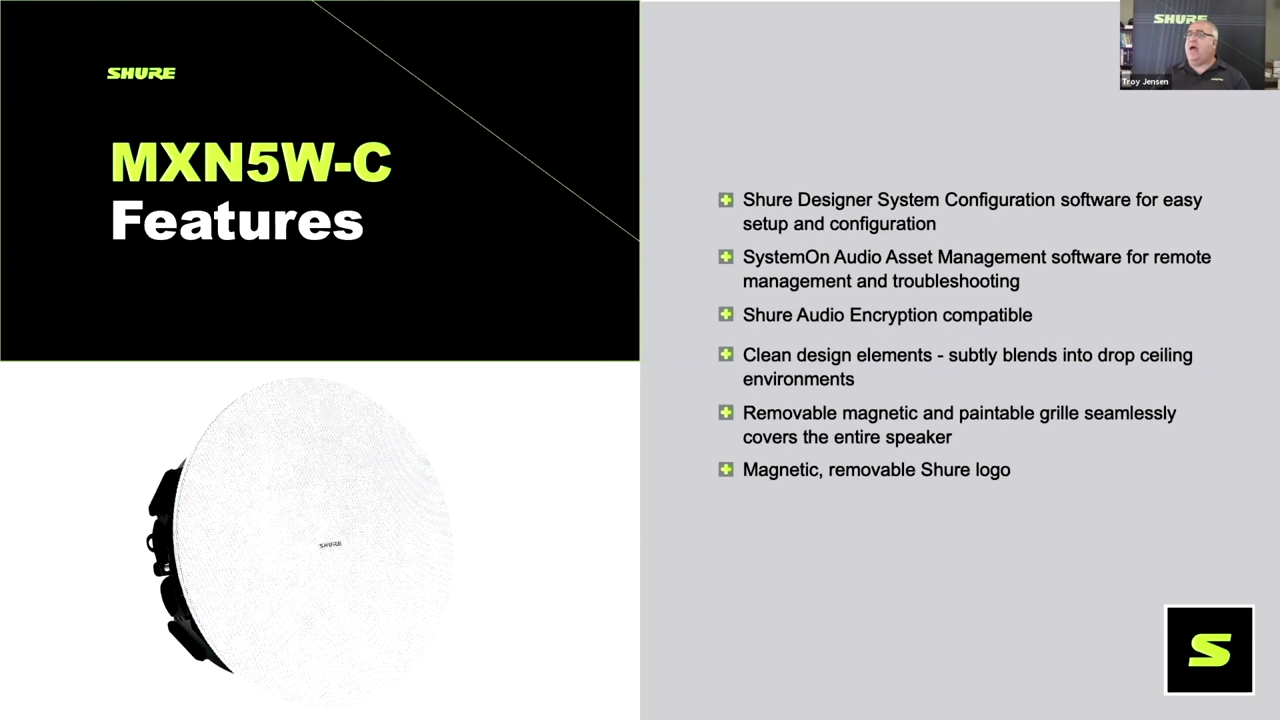 SHURE
MXN5W-C
Features
SHURE
Troy Jensen
Shure Designer System Configuration software for easy
setup and configuration
SystemOn Audio Asset Management software for remote
management and troubleshooting
Shure Audio Encryption compatible
Clean design elements - subtly blends into drop ceiling
environments
Removable magnetic and paintable grille seamlessly
covers the entire speaker
Magnetic, removable Shure logo
SHURE
S